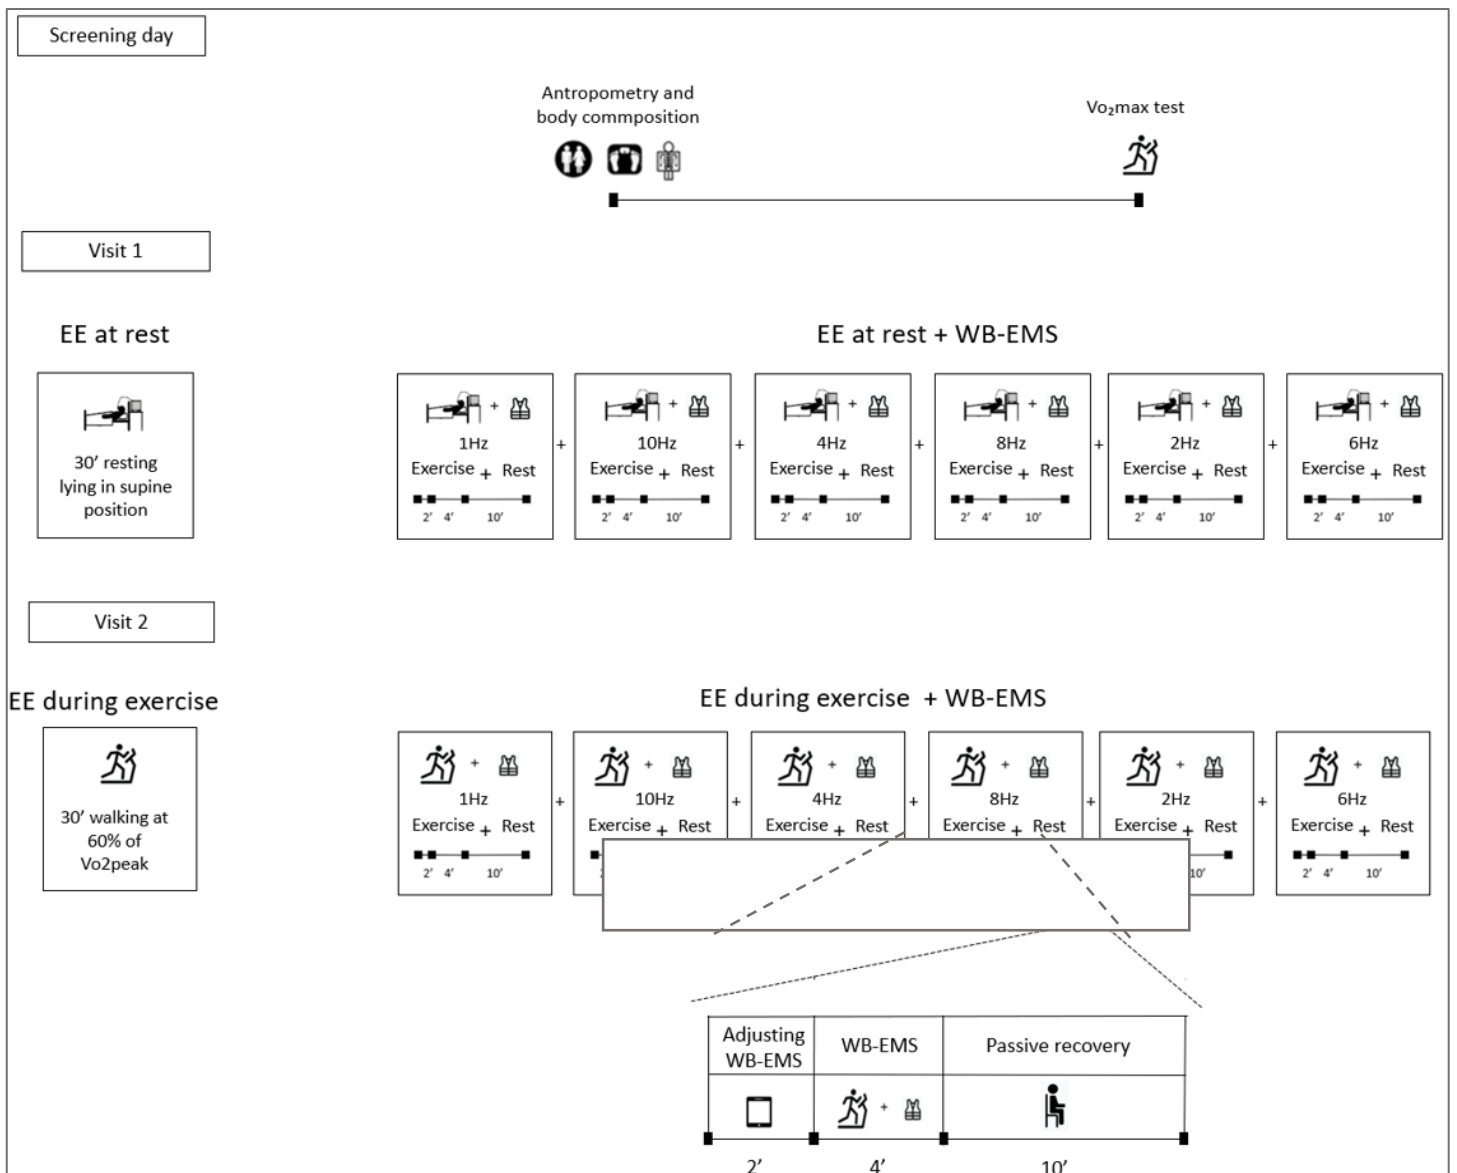 Screening day
Antropometry and
body commposition
Vo₂max test
Visit 1
EE at rest
EE at rest + WB-EMS
30’ resting
lying in supine
position
+
1Hz
Exercise + Rest
2’ 4’ 10’
+
+
10Hz
Exercise + Rest
2’ 4’ 10’
+
+
4Hz
Exercise + Rest
2’ 4’ 10’
+
+
8Hz
Exercise + Rest
2’ 4’ 10’
+
+
2Hz
Exercise + Rest
2’ 4’ 10’
+
+
6Hz
Exercise + Rest
2’ 4’ 10’
Visit 2
EE during exercise
EE during exercise + WB-EMS
30’ walking at
60% of
Vo2peak
+
1Hz
Exercise + Rest
2’ 4’ 10’
+
+
10Hz
Exercise + Rest
+
+
4Hz
Exercise + Rest
+
+
8Hz
Exercise + Rest
+
+
2Hz
Exercise + Rest
10’
+
+
6Hz
Exercise + Rest
2’ 4’ 10’
Adjusting
WB-EMS
WB-EMS
Passive recovery
+
2’ 4’ 10’